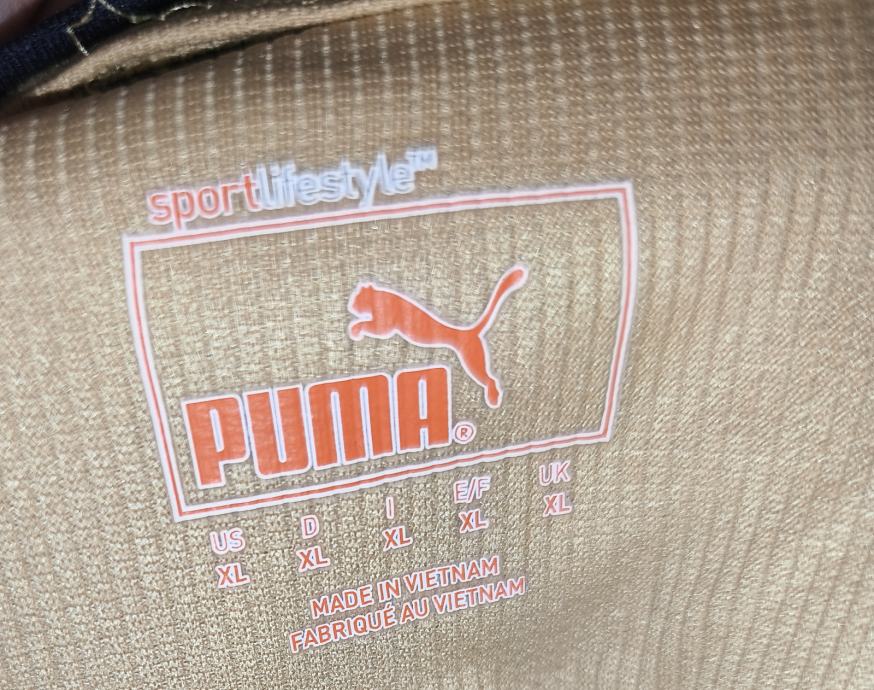 sportlifestyle™
PUMA®
US D I E/F UK
XL XL XL XL XL
MADE IN VIETNAM
FABRIQUÉ AU VIETNAM